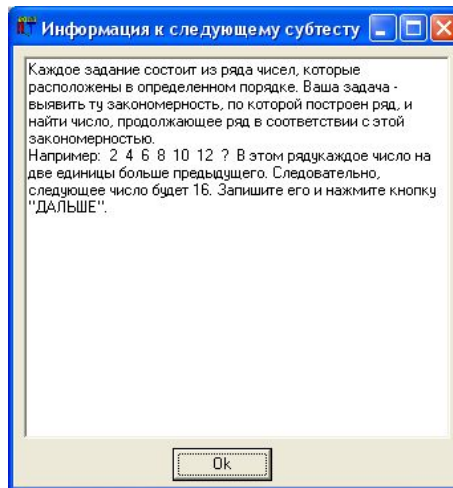 Информация к следующему субтесту
Каждое задание состоит из ряда чисел, которые
расположены в определенном порядке. Ваша задача -
выявить ту закономерность, по которой построен ряд, и
найти число, продолжающее ряд в соответствии с этой
закономерностью.
Например: 2 4 6 8 10 12 ? В этом рядукаждое число на
две единицы больше предыдущего. Следовательно,
следующее число будет 16. Запишите его и нажмите кнопку
"ДАЛЬШЕ".
Ok